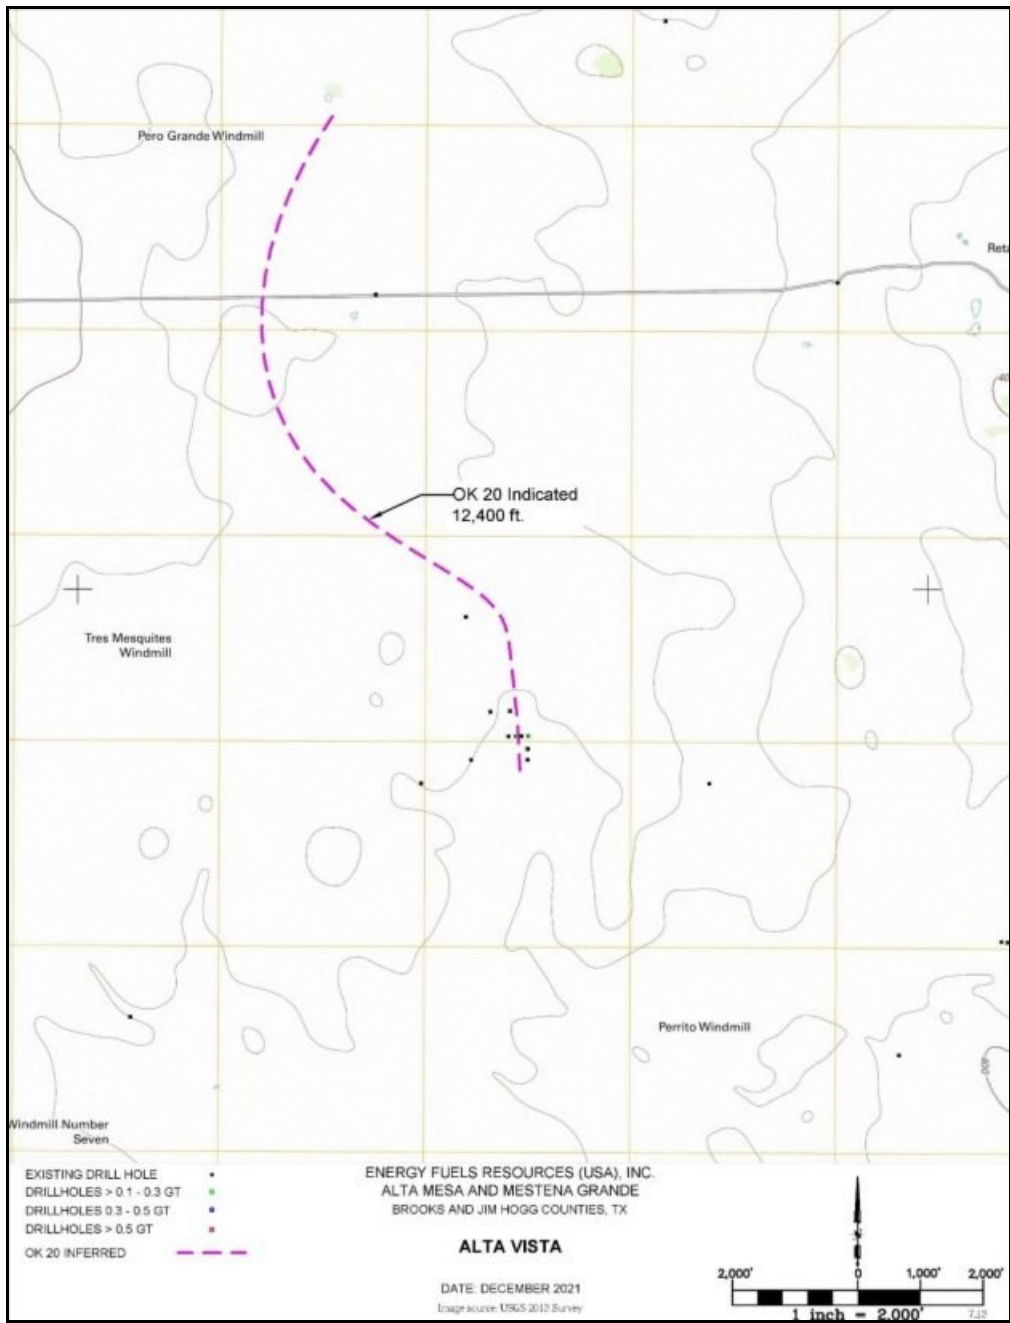 Pero Grande Windmill
OK 20 Indicated
12,400 ft.
Tres Mesquites
Windmill
Perrito Windmill
400
Windmill Number
Seven
EXISTING DRILL HOLE
DRILLHOLES > 0.1 - 0.3 GT
DRILLHOLES 0.3 - 0.5 GT
DRILLHOLES > 0.5 GT
OK 20 INFERRED
ENERGY FUELS RESOURCES (USA), INC.
ALTA MESA AND MESTENA GRANDE
BROOKS AND JIM HOGG COUNTIES, TX
ALTA VISTA
DATE: DECEMBER 2021
Image source: USGS 2013 Survey
N
2,000' 0 1,000' 2,000'
1 inch = 2,000'